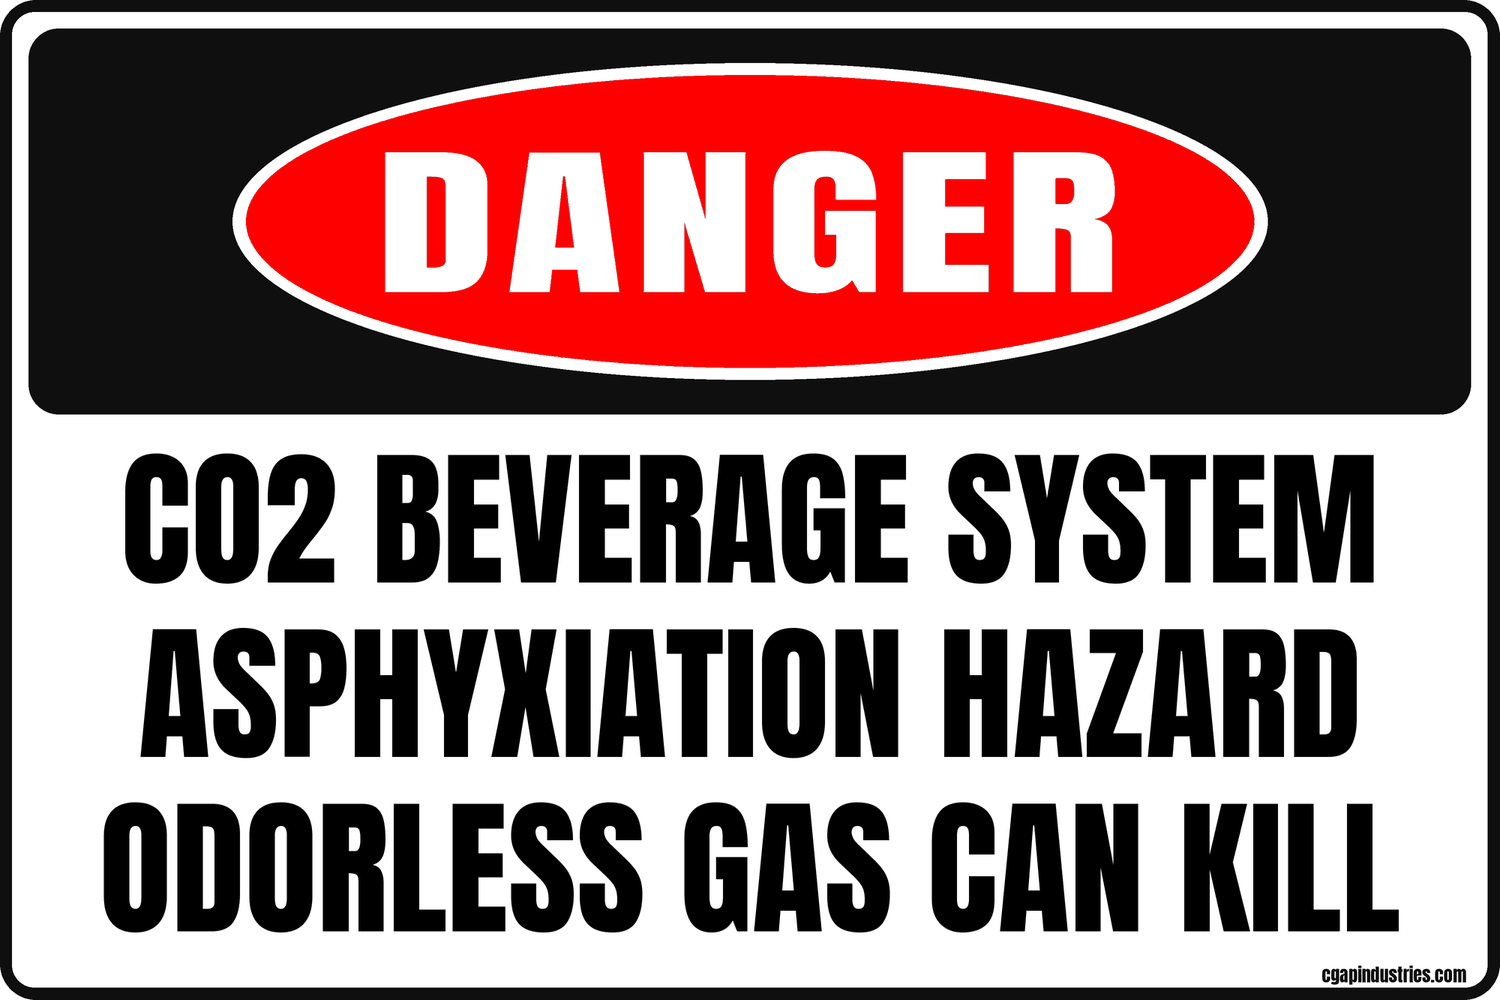 DANGER
CO2 BEVERAGE SYSTEM
ASPHYXIATION HAZARD
ODORLESS GAS CAN KILL
cgapindustries.com